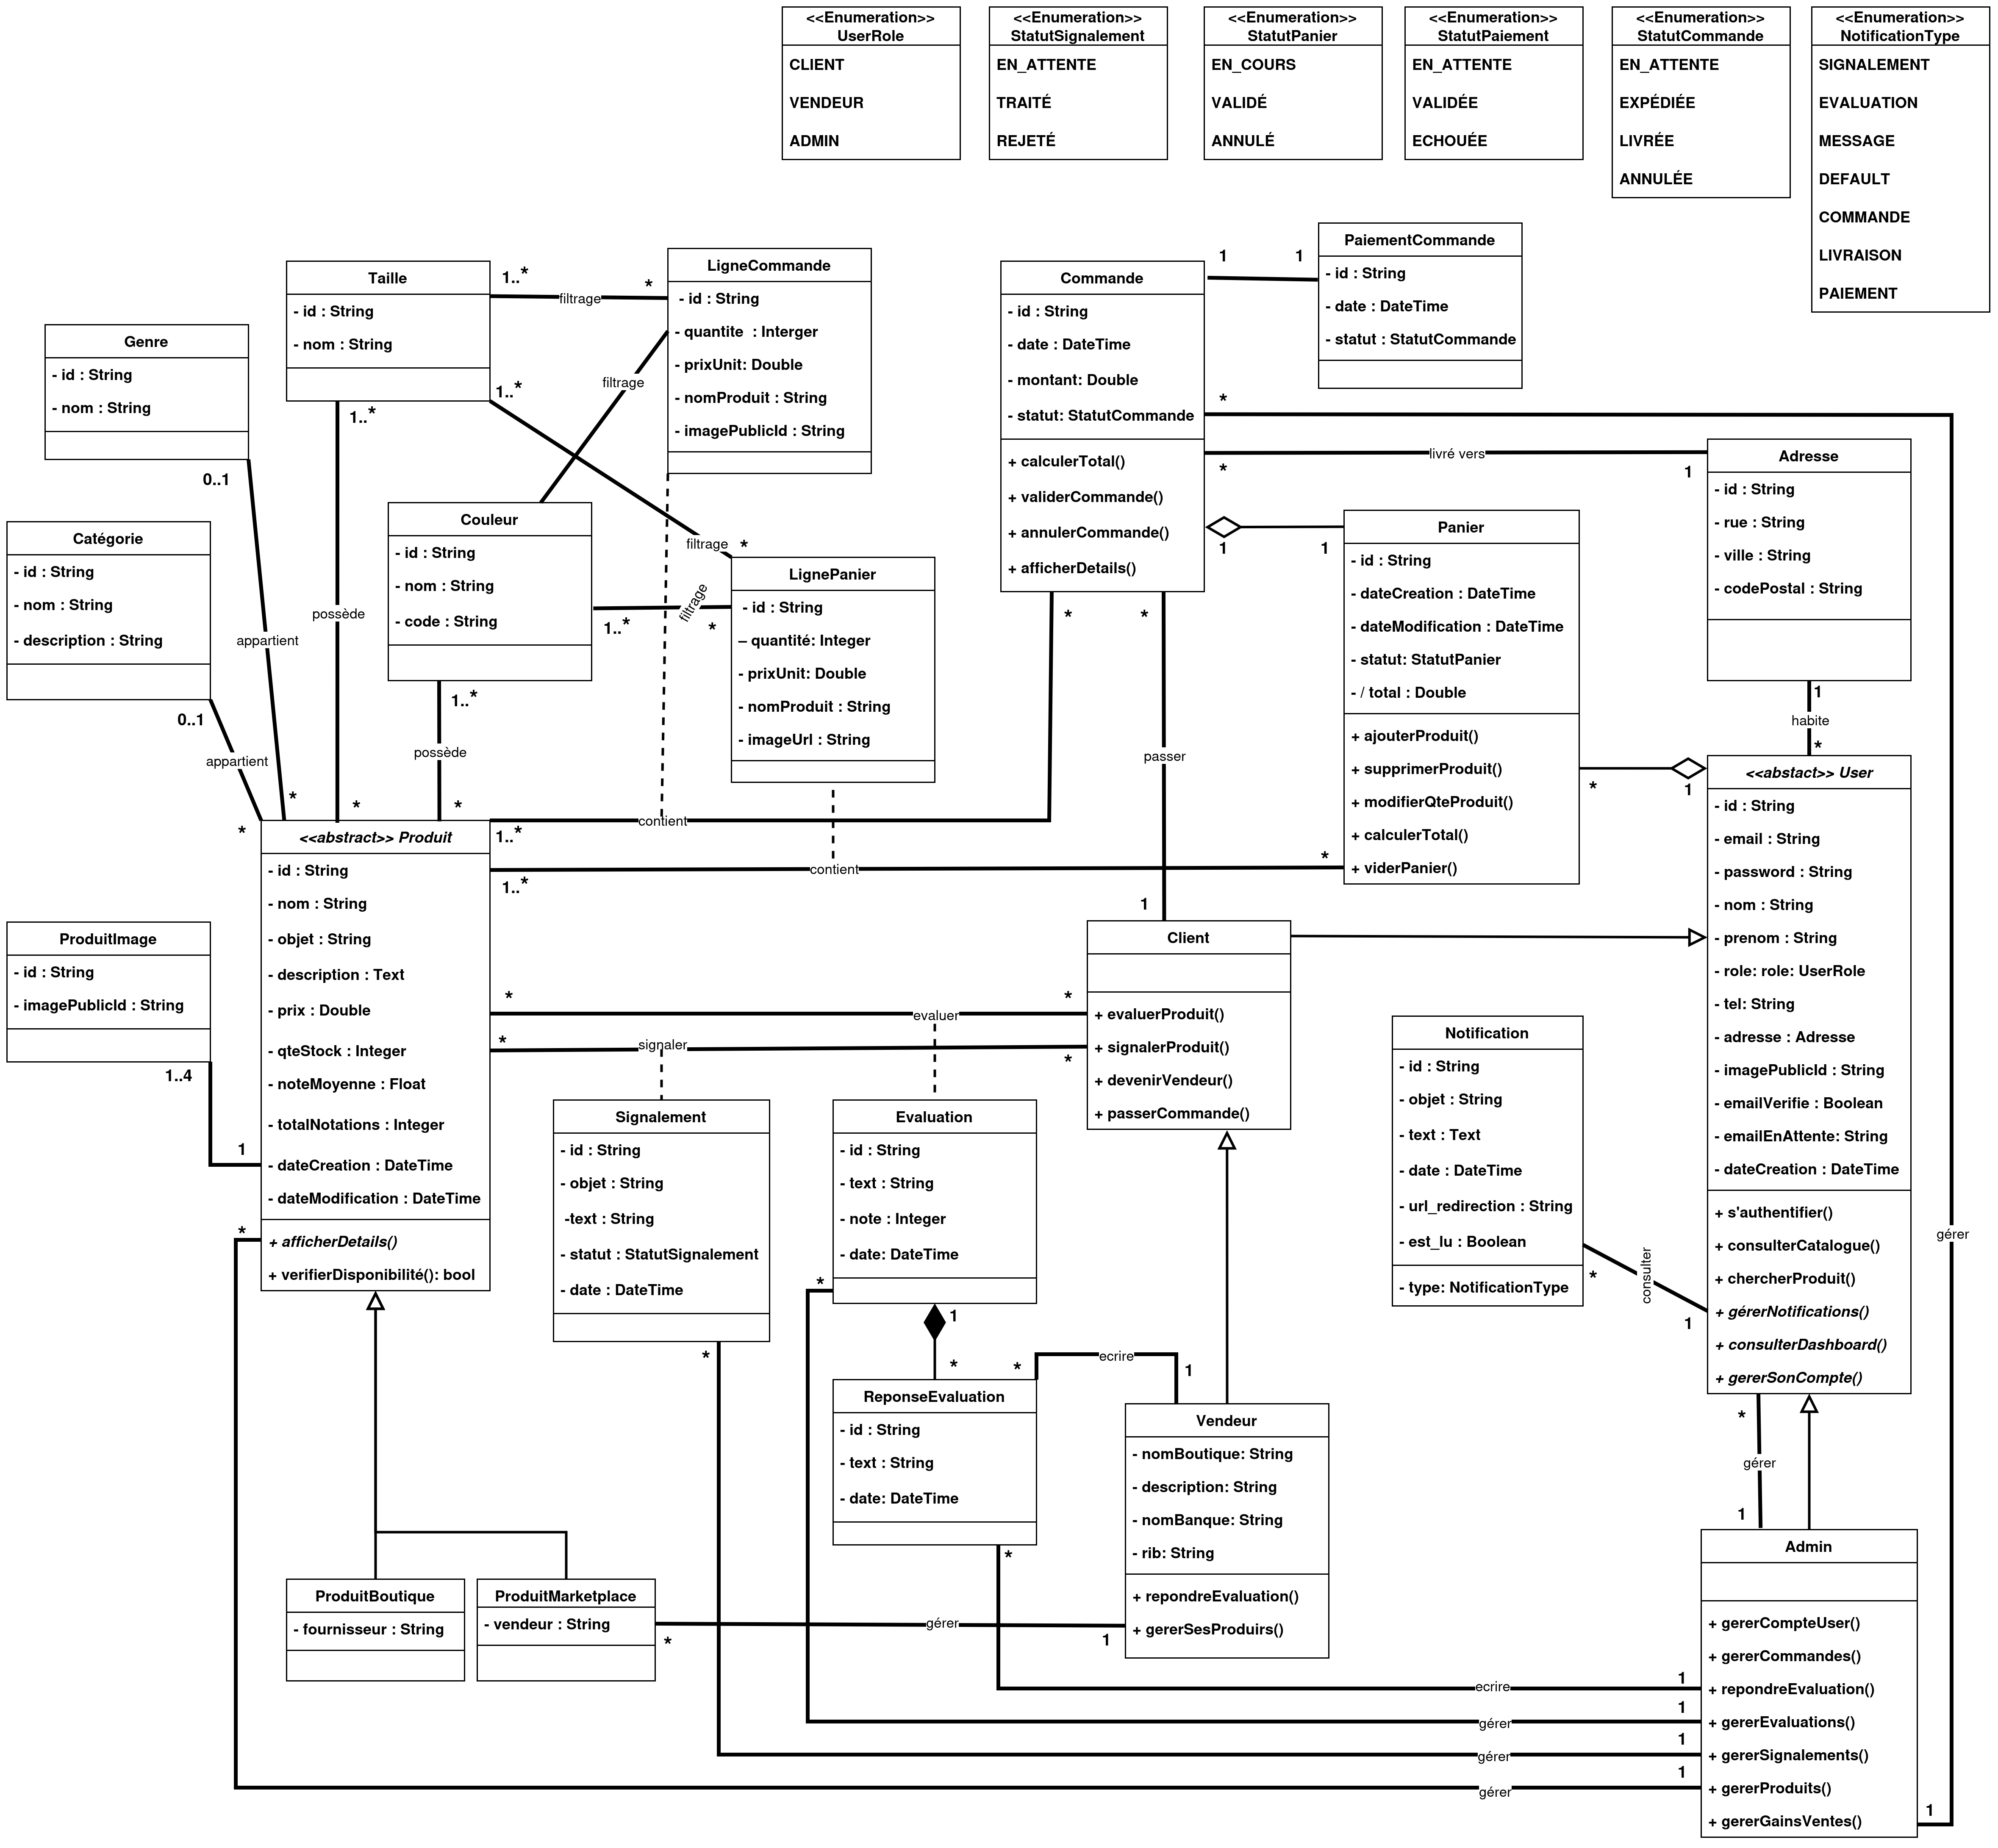 <<Enumeration>>
UserRole
CLIENT
VENDEUR
ADMIN
<<Enumeration>>
StatutSignalement
EN_ATTENTE
TRAITÉ
REJETÉ
<<Enumeration>>
StatutPanier
EN_COURS
VALIDÉ
ANNULÉ
<<Enumeration>>
StatutPaiement
EN_ATTENTE
VALIDÉE
ECHOUÉE
<<Enumeration>>
StatutCommande
EN_ATTENTE
EXPÉDIÉE
LIVRÉE
ANNULÉE
<<Enumeration>>
NotificationType
SIGNALEMENT
EVALUATION
MESSAGE
DEFAULT
COMMANDE
LIVRAISON
PAIEMENT
Taille
- id : String
- nom : String
1..*
filtrage
*
1..*
1..*
LigneCommande
- id : String
- quantite : Interger
- prixUnit: Double
- nomProduit : String
- imagePublicId : String
filtrage
Commande
- id : String
- date : DateTime
- montant: Double
- statut: StatutCommande
+ calculerTotal()
+ validerCommande()
+ annulerCommande()
+ afficherDetails()
1
1
PaiementCommande
- id : String
- date : DateTime
- statut : StatutCommande
*
*
livré vers
1
Adresse
- id : String
- rue : String
- ville : String
- codePostal : String
1
habite
*
Genre
- id : String
- nom : String
0..1
Catégorie
- id : String
- nom : String
- description : String
0..1
appartient
appartient
possède
Couleur
- id : String
- nom : String
- code : String
1..*
possède
1..*
filtrage
*
filtrage
*
LignePanier
- id : String
– quantité: Integer
- prixUnit: Double
- nomProduit : String
- imageUrl : String
1
1
Panier
- id : String
- dateCreation : DateTime
- dateModification : DateTime
- statut: StatutPanier
- / total : Double
+ ajouterProduit()
+ supprimerProduit()
+ modifierQteProduit()
+ calculerTotal()
+ viderPanier()
*
1
*
*
passer
1
*
*
*
*
<<abstract>> Produit
- id : String
- nom : String
- objet : String
- description : Text
- prix : Double
- qteStock : Integer
- noteMoyenne : Float
- totalNotations : Integer
- dateCreation : DateTime
- dateModification : DateTime
+ afficherDetails()
+ verifierDisponibilité(): bool
1..*
contient
1..*
contient
*
ProduitImage
- id : String
- imagePublicId : String
1..4
1
*
Client
+ evaluerProduit()
+ signalerProduit()
+ devenirVendeur()
+ passerCommande()
*
evaluer
*
*
signaler
*
<<abstact>> User
- id : String
- email : String
- password : String
- nom : String
- prenom : String
- role: role: UserRole
- tel: String
- adresse : Adresse
- imagePublicId : String
- emailVerifie : Boolean
- emailEnAttente: String
- dateCreation : DateTime
+ s'authentifier()
+ consulterCatalogue()
+ chercherProduit()
+ gérerNotifications()
+ consulterDashboard()
+ gererSonCompte()
Notification
- id : String
- objet : String
- text : Text
- date : DateTime
- url_redirection : String
- est_lu : Boolean
- type: NotificationType
*
consulter
1
gérer
Signalement
- id : String
- objet : String
-text : String
- statut : StatutSignalement
- date : DateTime
*
Evaluation
- id : String
- text : String
- note : Integer
- date: DateTime
*
1
*
*
ecrire
1
ReponseEvaluation
- id : String
- text : String
- date: DateTime
*
Vendeur
- nomBoutique: String
- description: String
- nomBanque: String
- rib: String
+ repondreEvaluation()
+ gererSesProduirs()
*
gérer
1
ProduitBoutique
- fournisseur : String
ProduitMarketplace
- vendeur : String
*
gérer
1
Admin
+ gererCompteUser()
+ gererCommandes()
+ repondreEvaluation()
+ gererEvaluations()
+ gererSignalements()
+ gererProduits()
+ gererGainsVentes()
ecrire
1
gérer
1
gérer
1
gérer
1
1